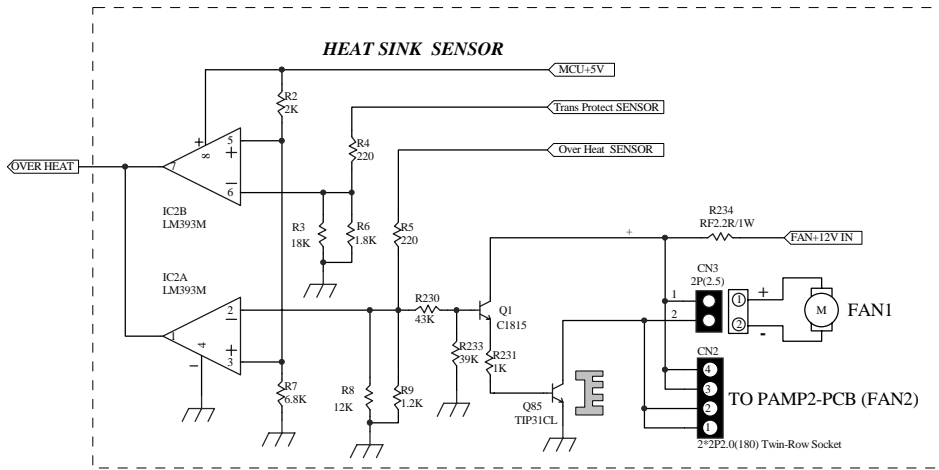 HEAT SINK SENSOR
MCU+5V
R2
2K
Trans Protect SENSOR
R4
220
+
8
5
+
7
Over Heat SENSOR
OVER HEAT
–
6
IC2B
LM393M
R3
18K
R6
1.8K
R5
220
R234
RF2.2R/1W
+
FAN+12V IN
IC2A
LM393M
CN3
2P(2.5)
1
2
1
2
+
-
M
FAN1
2
–
1
4
+
3
1
R230
43K
Q1
C1815
R233
39K
R231
1K
CN2
4
3
2
1
R7
6.8K
R8
12K
R9
1.2K
Q85
TIP31CL
TO PAMP2-PCB (FAN2)
2*2P2.0(180) Twin-Row Socket